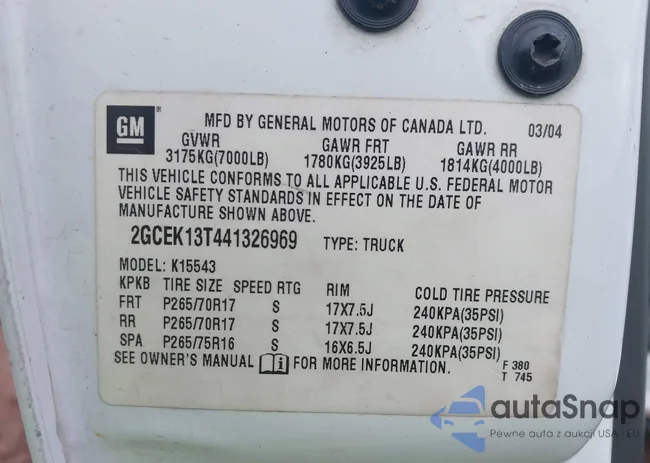 GM
MFD BY GENERAL MOTORS OF CANADA LTD. 03/04
GVWR GAWR FRT GAWR RR
3175KG(7000LB) 1780KG(3925LB) 1814KG(4000LB)
THIS VEHICLE CONFORMS TO ALL APPLICABLE U.S. FEDERAL MOTOR
VEHICLE SAFETY STANDARDS IN EFFECT ON THE DATE OF
MANUFACTURE SHOWN ABOVE.
2GCEK13T441326969 TYPE: TRUCK
MODEL: K15543
KPKB TIRE SIZE SPEED RTG RIM COLD TIRE PRESSURE
FRT P265/70R17 S 17X7.5J 240KPA(35PSI)
RR P265/70R17 S 17X7.5J 240KPA(35PSI)
SPA P265/75R16 S 16X6.5J 240KPA(35PSI)
SEE OWNER'S MANUAL i FOR MORE INFORMATION.
F 380
T 745
autaSnap
Pewne auta z aukcji USA - EU